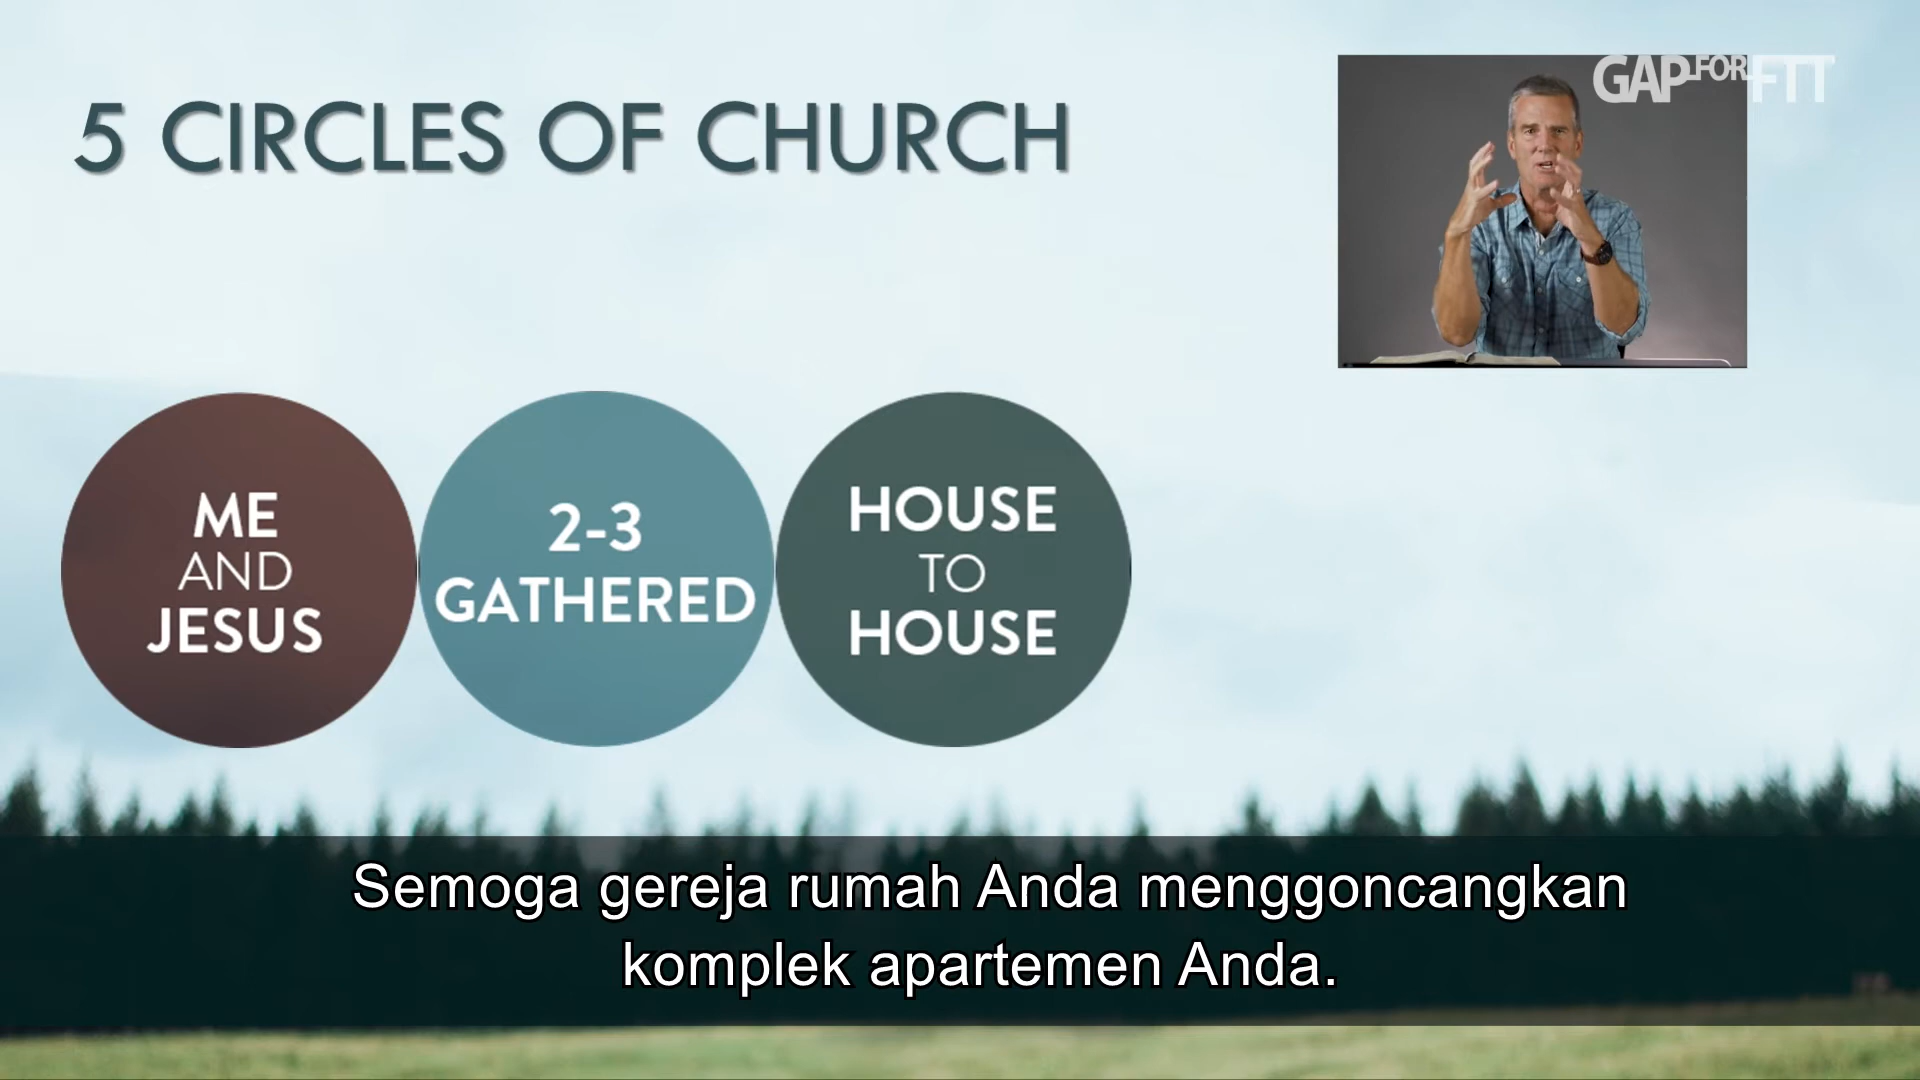 GAP FOR FTT
5 CIRCLES OF CHURCH
ME
AND
JESUS
2-3
GATHERED
HOUSE
TO
HOUSE
Semoga gereja rumah Anda menggoncangkan
komplek apartemen Anda.